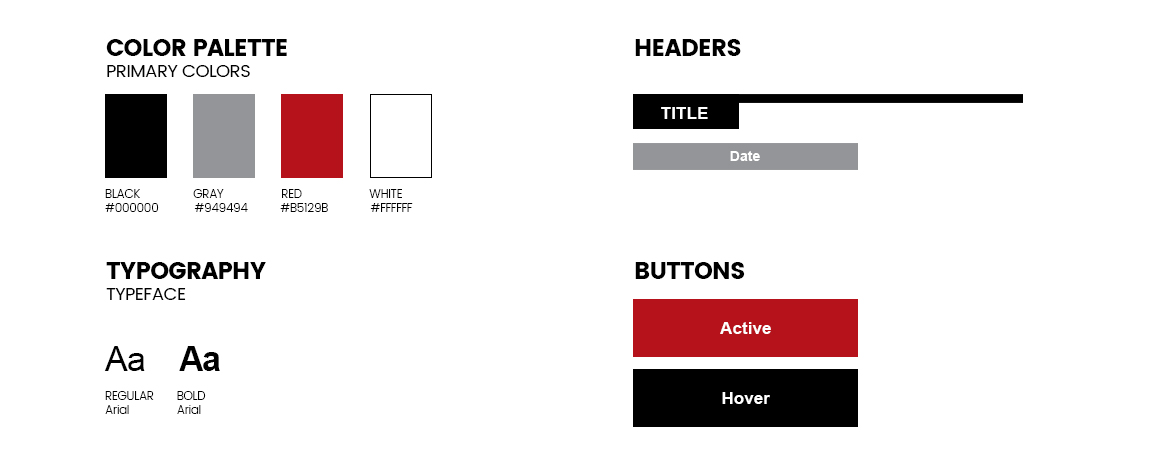 COLOR PALETTE
PRIMARY COLORS
BLACK
#000000
GRAY
#949494
RED
#B5129B
WHITE
#FFFFFF
TYPOGRAPHY
TYPEFACE
Aa
Aa
REGULAR
Arial
BOLD
Arial
HEADERS
TITLE
Date
BUTTONS
Active
Hover